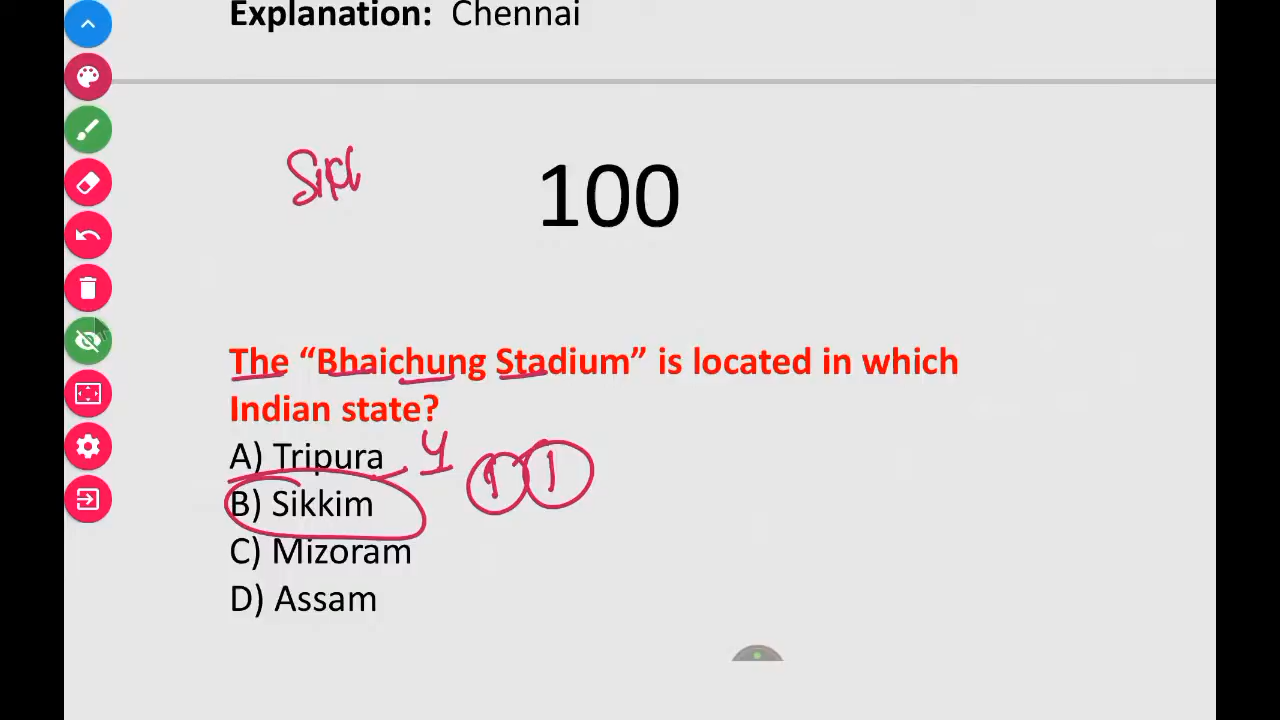 Explanation: Chennai
100
The “Bhaichung Stadium” is located in which
Indian state?
A) Tripura
B) Sikkim
C) Mizoram
D) Assam